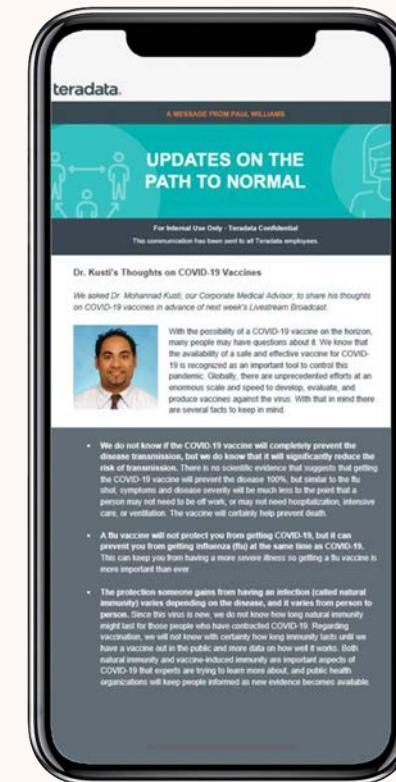 teradata.
A MESSAGE FROM PAUL WILLIAMS
UPDATES ON THE
PATH TO NORMAL
For Internal Use Only - Teradata Confidential
This communication has been sent to all Teradata employees.
Dr. Kusti's Thoughts on COVID-19 Vaccines
We asked Dr. Mohannad Kusti, our Corporate Medical Advisor, to share his thoughts
on COVID-19 vaccines in advance of next week's Livestream Broadcast.
With the possibility of a COVID-19 vaccine on the horizon,
many people may have questions about it. We know that
the availability of a safe and effective vaccine for COVID-
19 is recognized as an important tool to control this
pandemic. Globally, there are unprecedented efforts at an
enormous scale and speed to develop, evaluate, and
produce vaccines against the virus. With that in mind there
are several facts to keep in mind.
• We do not know if the COVID-19 vaccine will completely prevent the
disease transmission, but we do know that it will significantly reduce the
risk of transmission. There is no scientific evidence that suggests that getting
the COVID-19 vaccine will prevent the disease 100%, but similar to the flu
shot, symptoms and disease severity will be much less to the point that a
person may not need to be off work, or may not need hospitalization, intensive
care, or ventilation. The vaccine will certainly help prevent death.
• A flu vaccine will not protect you from getting COVID-19, but it can
prevent you from getting influenza (flu) at the same time as COVID-19.
This can keep you from having a more severe illness so getting a flu vaccine is
more important than ever.
• The protection someone gains from having an infection (called natural
immunity) varies depending on the disease, and it varies from person to
person. Since this virus is new, we do not know how long natural immunity
might last for those people who have contracted COVID-19. Regarding
vaccination, we will not know with certainty how long immunity lasts until we
have a vaccine out in the public and more data on how well it works. Both
natural immunity and vaccine-induced immunity are important aspects of
COVID-19 that experts are trying to learn more about, and public health
organizations will keep people informed as new evidence becomes available.